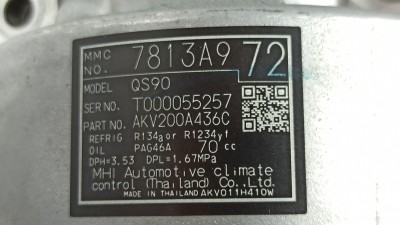 MMC NO. 7813A9 72
MODEL QS90
SER NO. T000055257
PART NO. AKV200A436C
REFRIG R134a or R1234yf
OIL PAG46A 70 cc
DPH=3.53 DPL=1.67MPa
MHI Automotive climate
control (Thailand) Co.,Ltd.
MADE IN THAILAND AKV011H410W